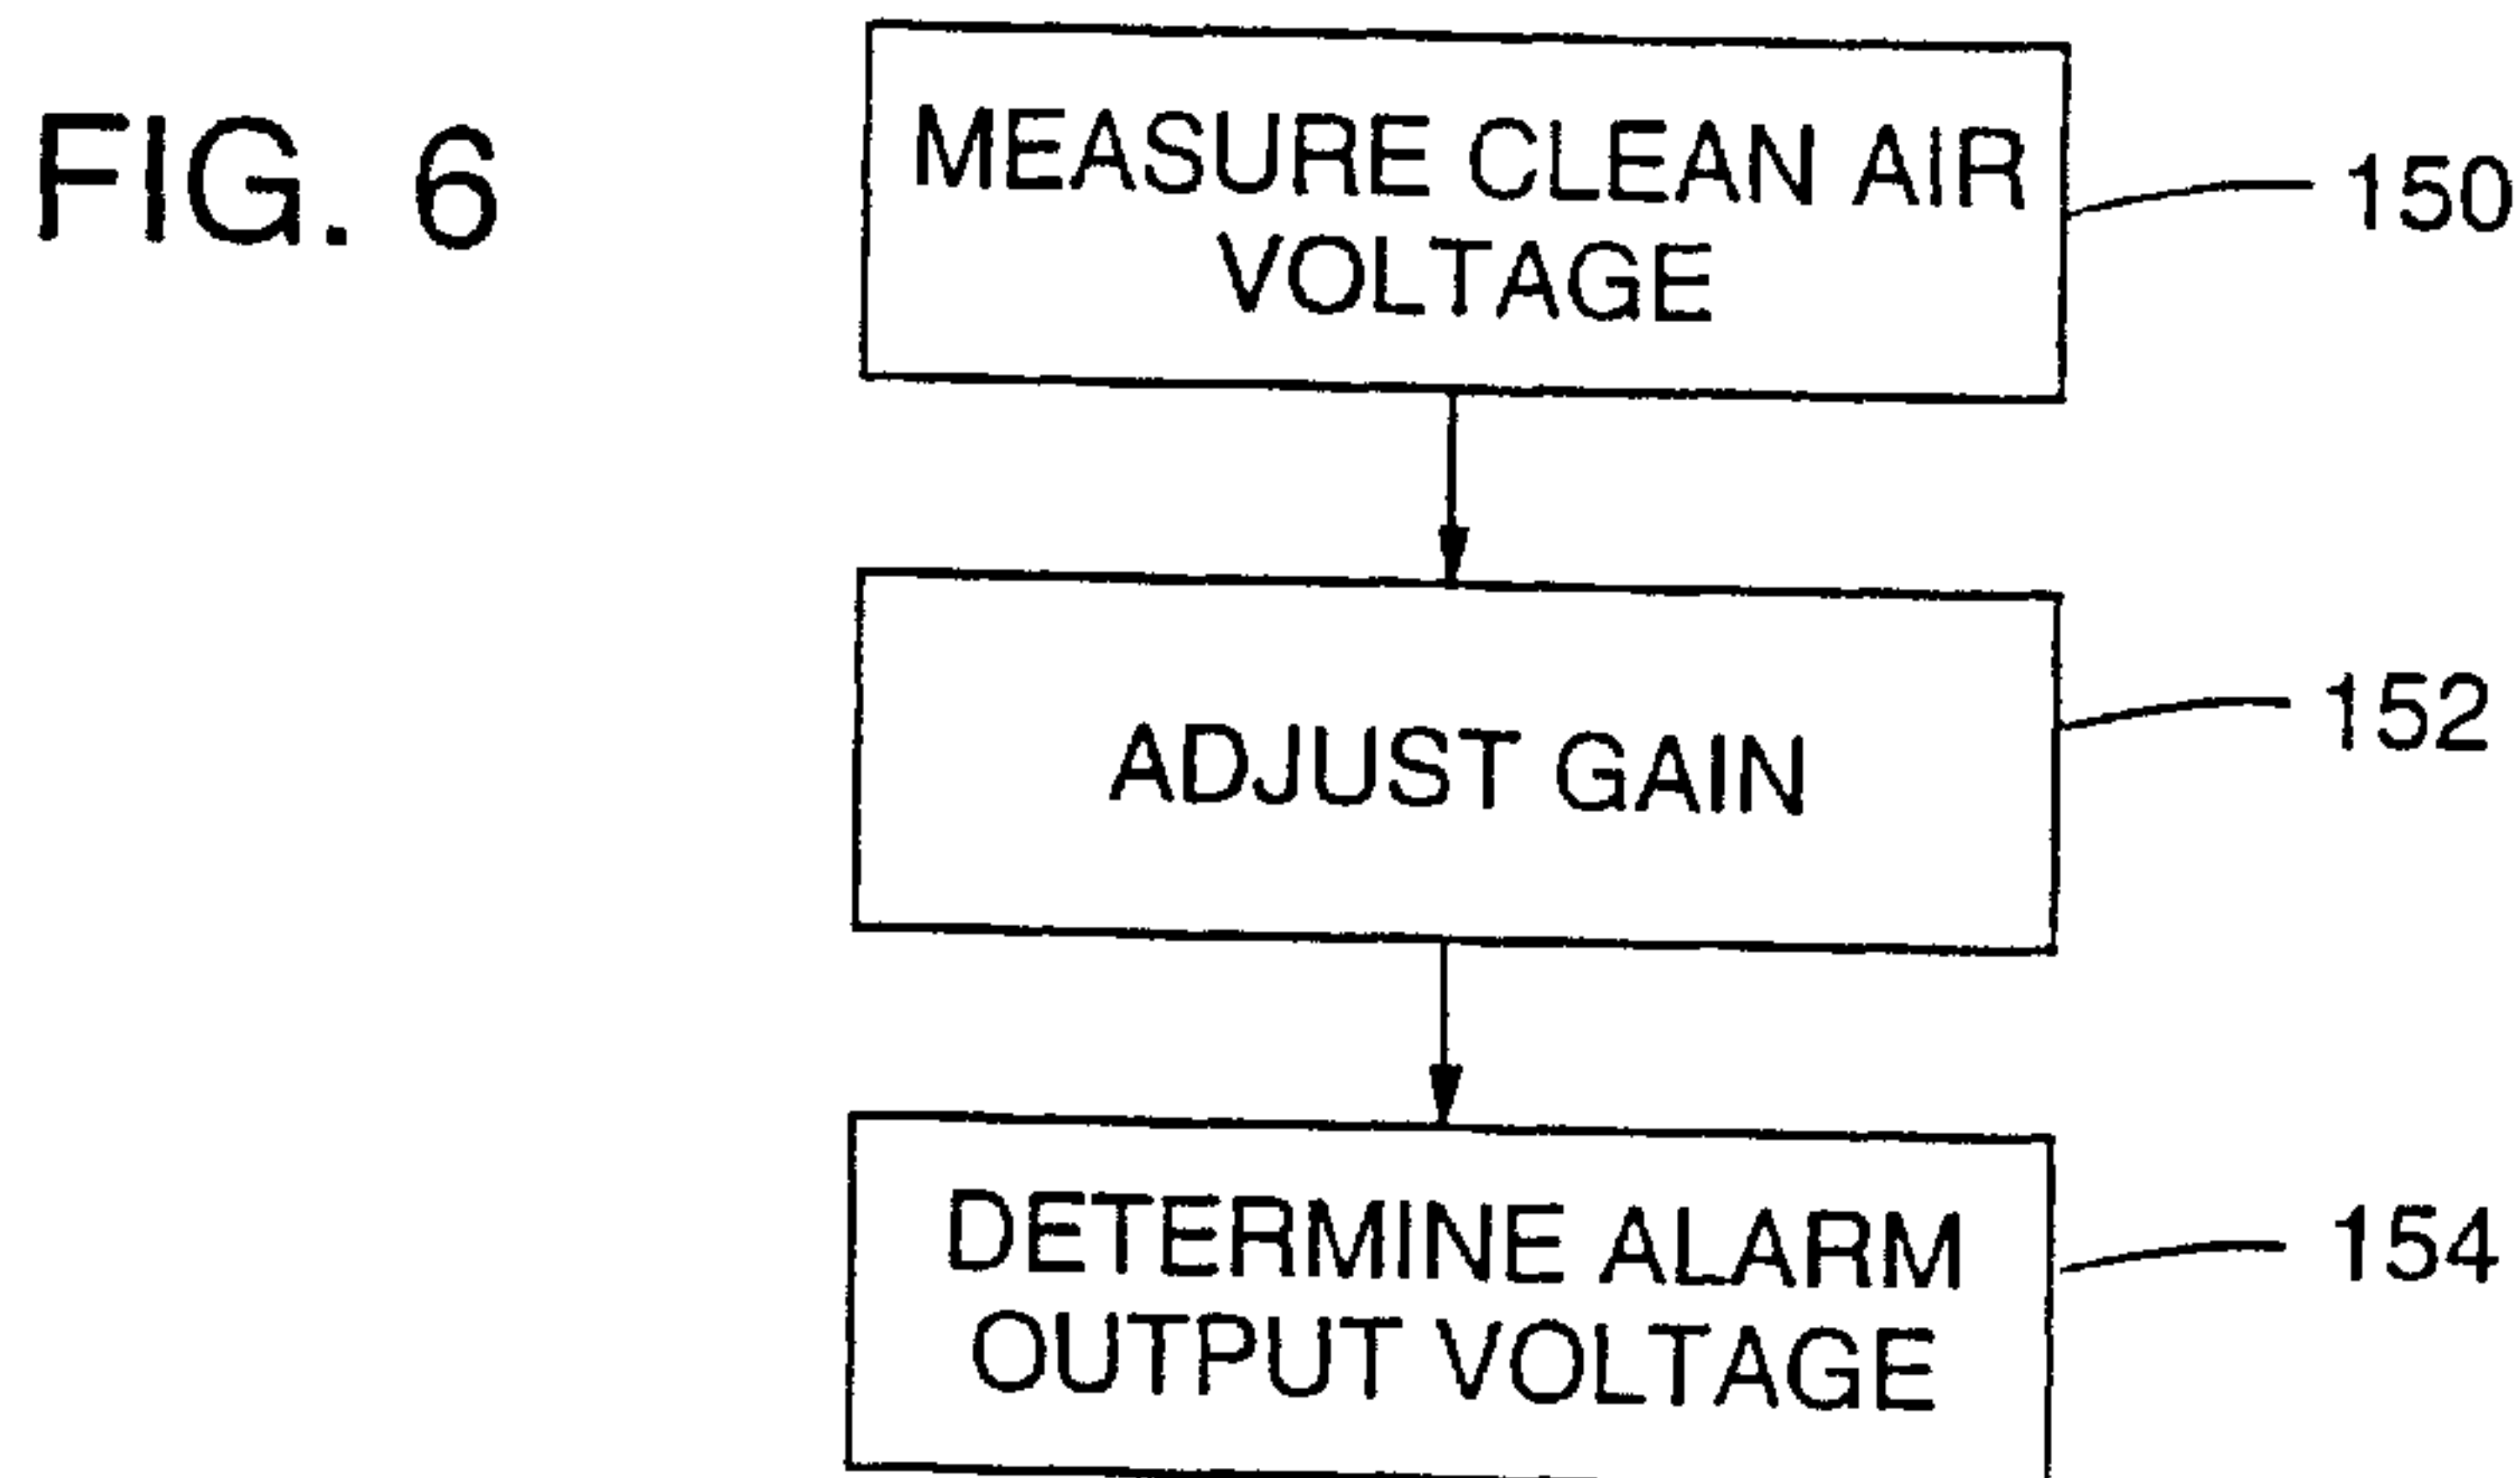 FIG. 6
MEASURE CLEAN AIR
VOLTAGE
150
ADJUST GAIN
152
DETERMINE ALARM
OUTPUT VOLTAGE
154